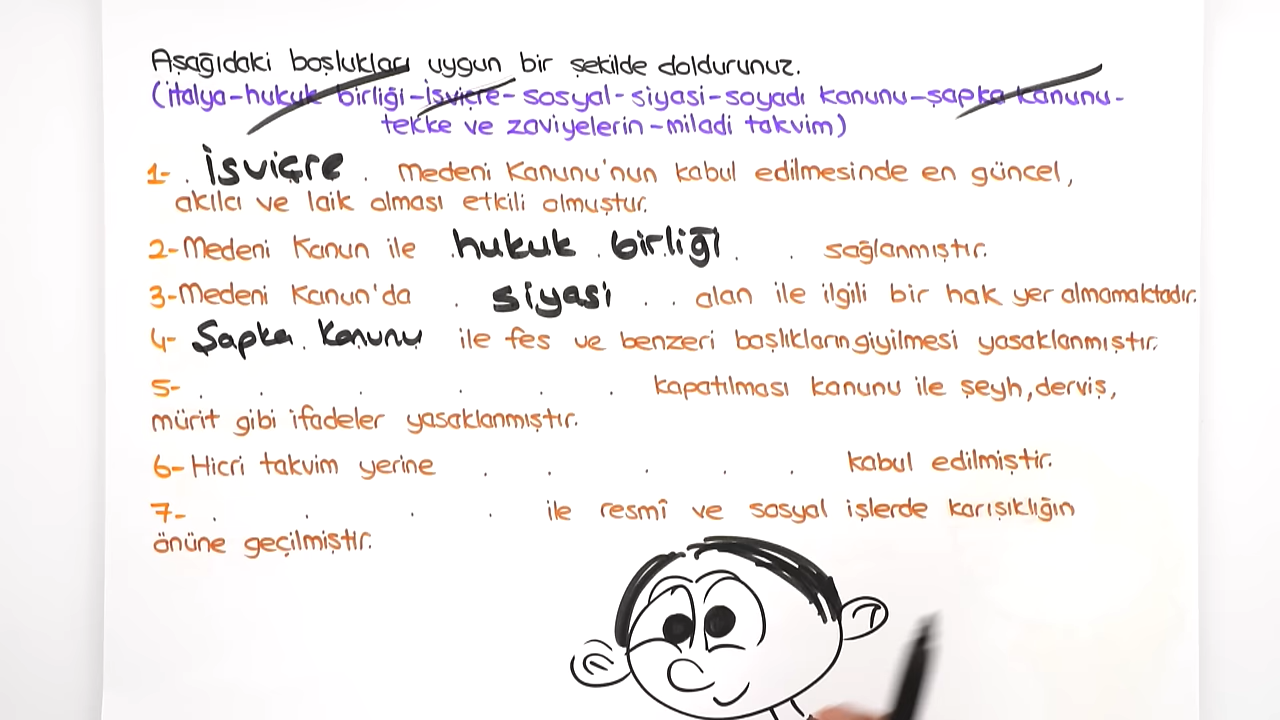 Aşağıdaki boşlukları uygun bir şekilde doldurunuz.
(italya-hukuk birliği-İsviçre-sosyal-siyasi-soyadı kanunu-şapka kanunu-
tekke ve zaviyelerin-miladi takvim)
1- . İsviçre . Medeni Kanunu'nun kabul edilmesinde en güncel,
akılcı ve laik olması etkili olmuştur.
2-Medeni Kanun ile .hukuk . birliği . . sağlanmıştır.
3-Medeni Kanun'da . siyasi . . alan ile ilgili bir hak yer almamaktadır.
4- Şapka . Kanunu ile fes ve benzeri başlıkların giyilmesi yasaklanmıştır.
5- . . . . . . kapatılması kanunu ile şeyh,derviş,
mürit gibi ifadeler yasaklanmıştır.
6-Hicri takvim yerine . . . . . kabul edilmiştir.
7- . . . . ile resmî ve sosyal işlerde karışıklığın
önüne geçilmiştir.